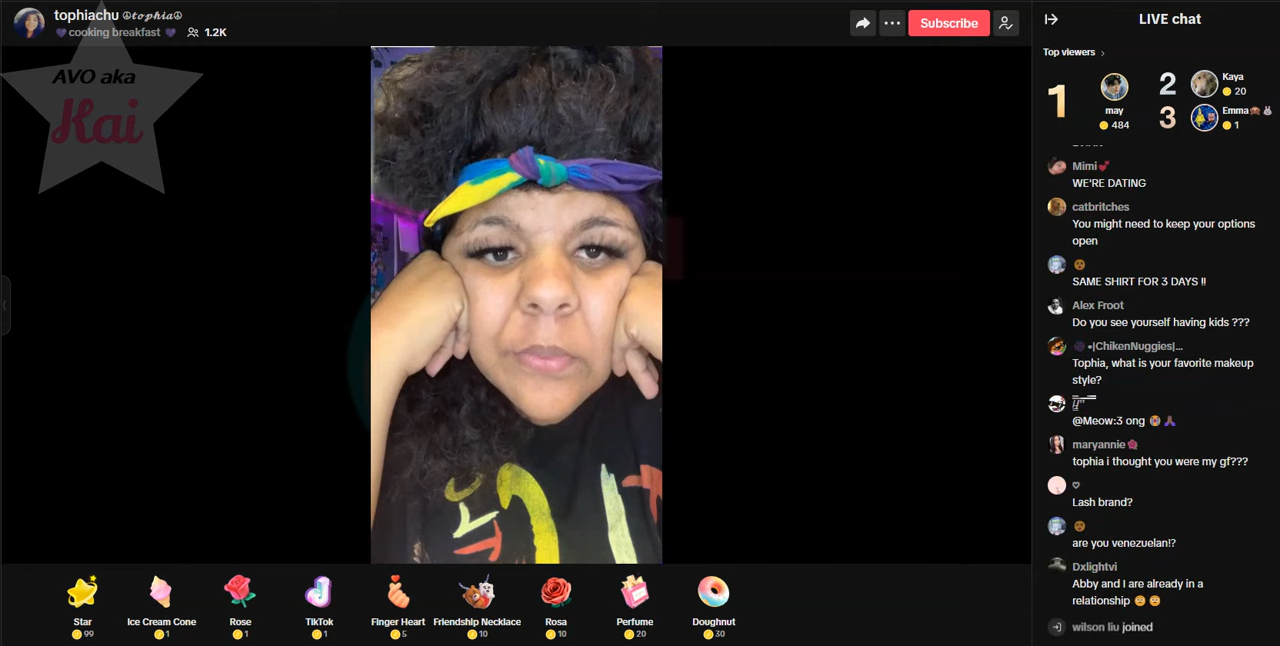 tophiachu ☮𝓽𝓸𝓹𝓱𝓲𝓪☮
💜cooking breakfast 💜 1.2K
Subscribe
AVO aka
Kai
LIVE chat
Top viewers
1
may
484
2
Kaya
20
3
Emma
1
Mimi💕
WE'RE DATING
catbritches
You might need to keep your options
open
SAME SHIRT FOR 3 DAYS !!
Alex Froot
Do you see yourself having kids ???
•|ChikenNuggies|...
Tophia, what is your favorite makeup
style?
@Meow:3 ong
maryannie🌺
tophia i thought you were my gf???
♡
Lash brand?
are you venezuelan!?
Dxlightvi
Abby and I are already in a
relationship 🥺🥺
wilson liu joined
Star
99
Ice Cream Cone
1
Rose
1
TikTok
1
Finger Heart
5
Friendship Necklace
10
Rosa
10
Perfume
20
Doughnut
30